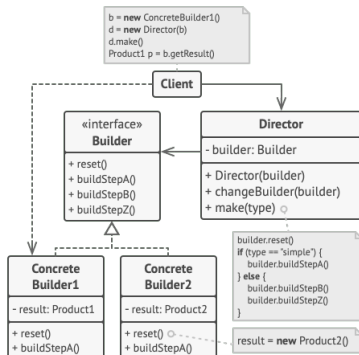 b = new ConcreteBuilder1()
d = new Director(b)
d.make()
Product1 p = b.getResult()
Client
«interface»
Builder
+ reset()
+ buildStepA()
+ buildStepB()
+ buildStepZ()
Director
- builder: Builder
+ Director(builder)
+ changeBuilder(builder)
+ make(type)
builder.reset()
if (type == "simple") {
builder.buildStepA()
} else {
builder.buildStepB()
builder.buildStepZ()
}
Concrete
Builder1
- result: Product1
+ reset()
+ buildStepA()
Concrete
Builder2
- result: Product2
+ reset()
+ buildStepA()
result = new Product2()